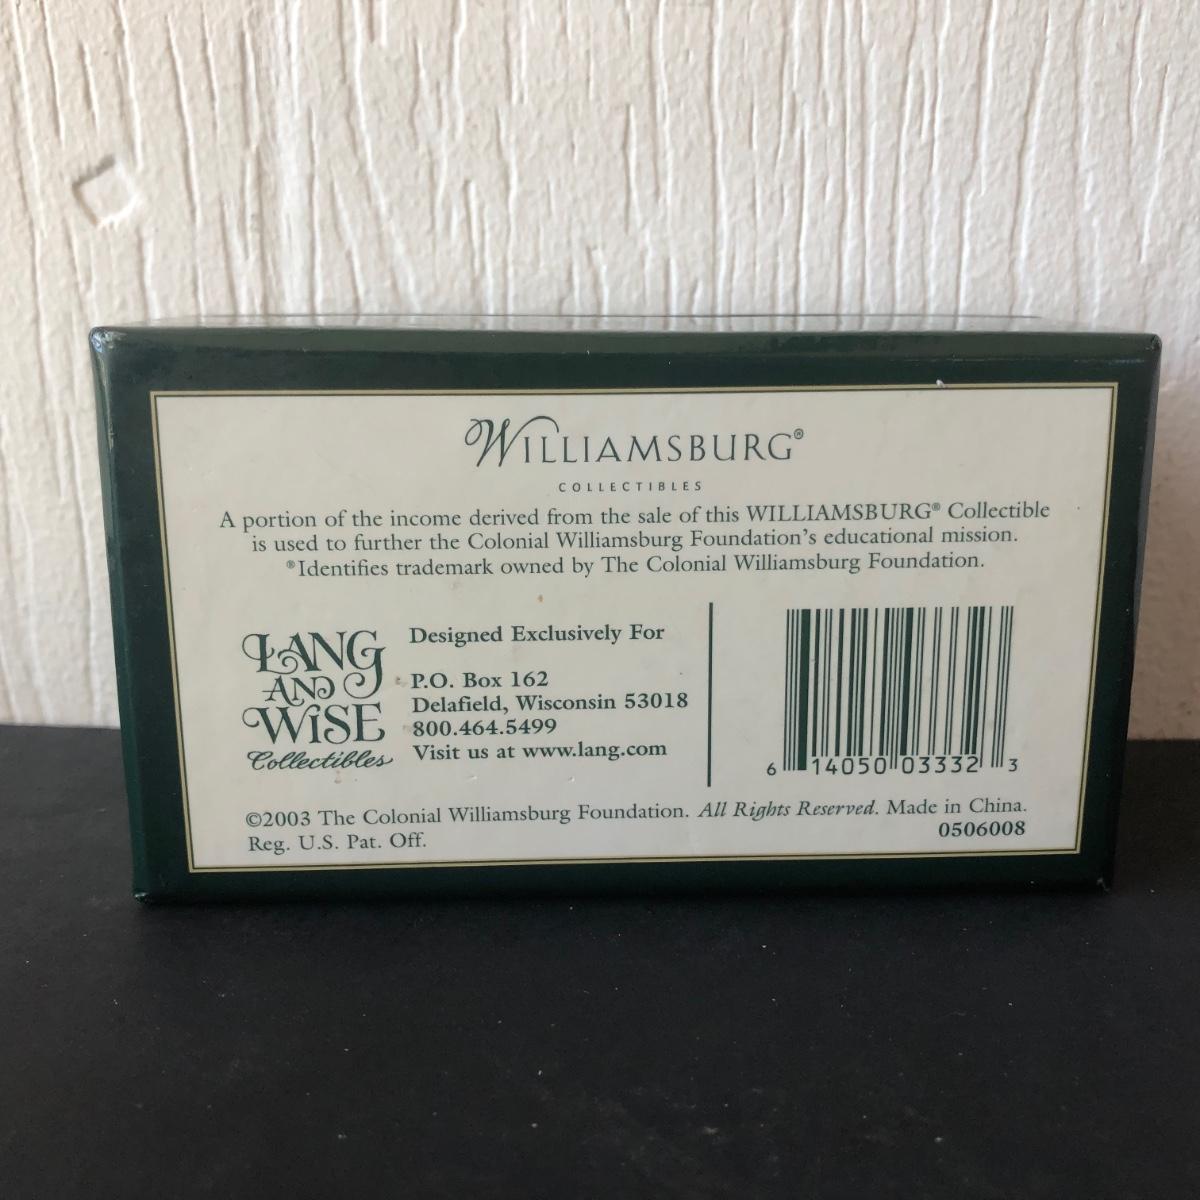 WILLIAMSBURG®
COLLECTIBLES
A portion of the income derived from the sale of this WILLIAMSBURG® Collectible
is used to further the Colonial Williamsburg Foundation's educational mission.
®Identifies trademark owned by The Colonial Williamsburg Foundation.
LANG
AND
WISE
Collectibles
Designed Exclusively For
P.O. Box 162
Delafield, Wisconsin 53018
800.464.5499
Visit us at www.lang.com
6 14050 03332 3
©2003 The Colonial Williamsburg Foundation. All Rights Reserved. Made in China.
Reg. U.S. Pat. Off.
0506008